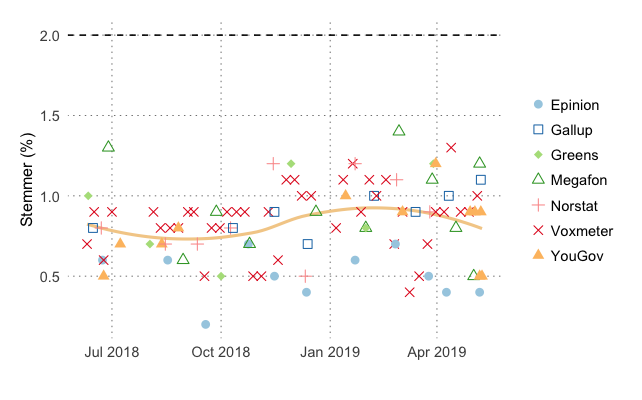 Stemmer (%)
2.0
1.5
1.0
0.5
Jul 2018
Oct 2018
Jan 2019
Apr 2019
Epinion
Gallup
Greens
Megafon
Norstat
Voxmeter
YouGov